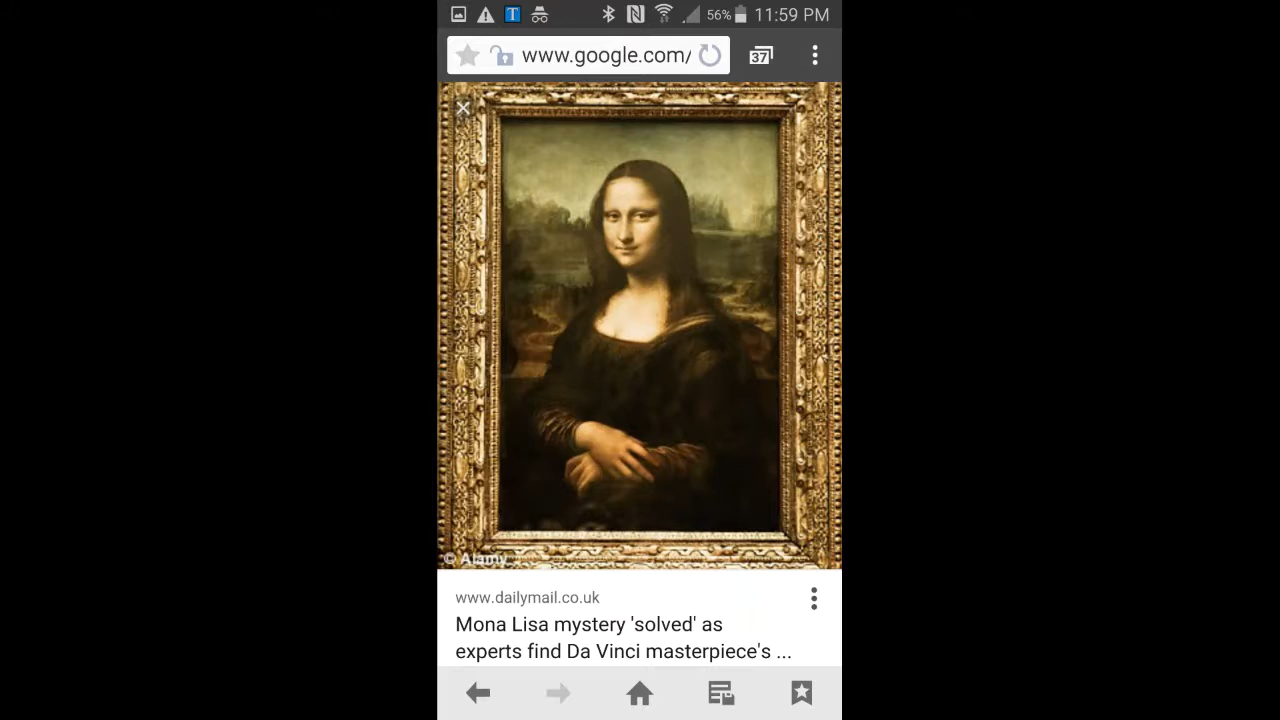 T 56% 11:59 PM
www.google.com/ 37
© Alamy
www.dailymail.co.uk
Mona Lisa mystery 'solved' as
experts find Da Vinci masterpiece's ...